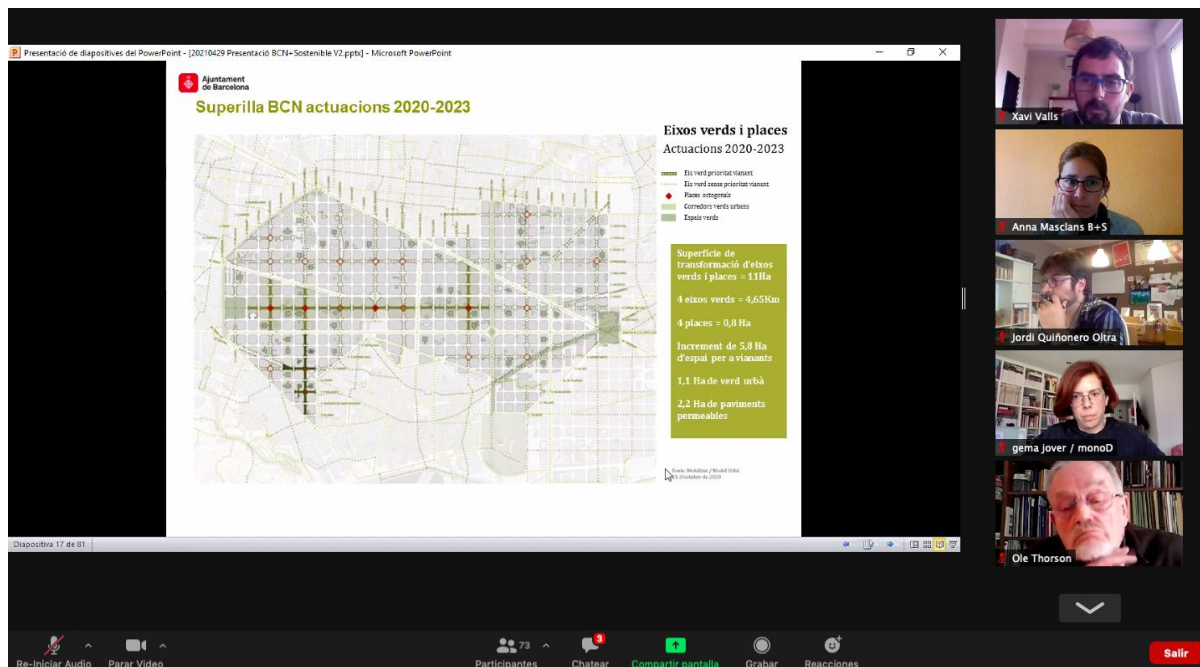 Presentació de diapositives del PowerPoint - [20210429 Presentació BCN+Sostenible V2.pptx] - Microsoft PowerPoint
Ajuntament
de Barcelona
Superilla BCN actuacions 2020-2023
Eixos verds i places
Actuacions 2020-2023
Eix verd prioritat vianant
Eix verd sense prioritat vianant
Places octogonals
Corredors verds urbans
Espais verds
Superfície de
transformació d'eixos
verds i places = 11Ha
4 eixos verds = 4,65Km
4 places = 0,8 Ha
Increment de 5,8 Ha
d'espai per a vianants
1,1 Ha de verd urbà
2,2 Ha de paviments
permeables
Diapositiva 17 de 81
Xavi Valls
Anna Masclans B+S
Jordi Quiñonero Oltra
gema jover / monoD
Ole Thorson
Re-Iniciar Audio
Parar Video
73
Participantes
3
Chatear
Compartir pantalla
Grabar
Reacciones
Salir